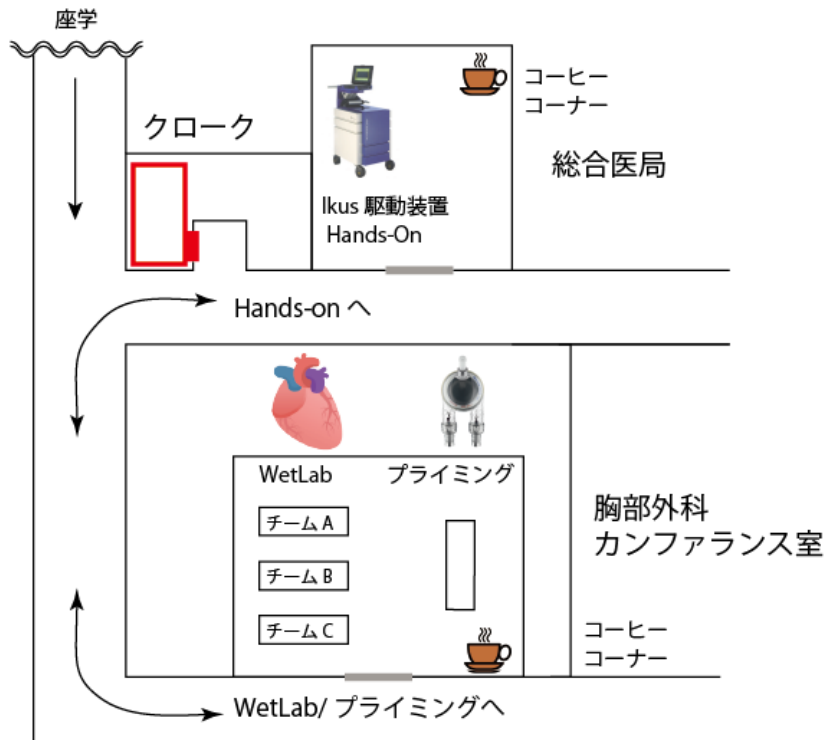 座学
クローク
コーヒー
コーナー
総合医局
Ikus 駆動装置
Hands-On
Hands-on へ
WetLab
プライミング
チーム A
チーム B
チーム C
胸部外科
カンファランス室
コーヒー
コーナー
WetLab/ プライミングへ